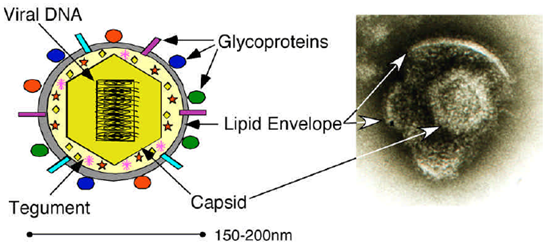 Viral DNA
Glycoproteins
Lipid Envelope
Capsid
Tegument
150-200nm